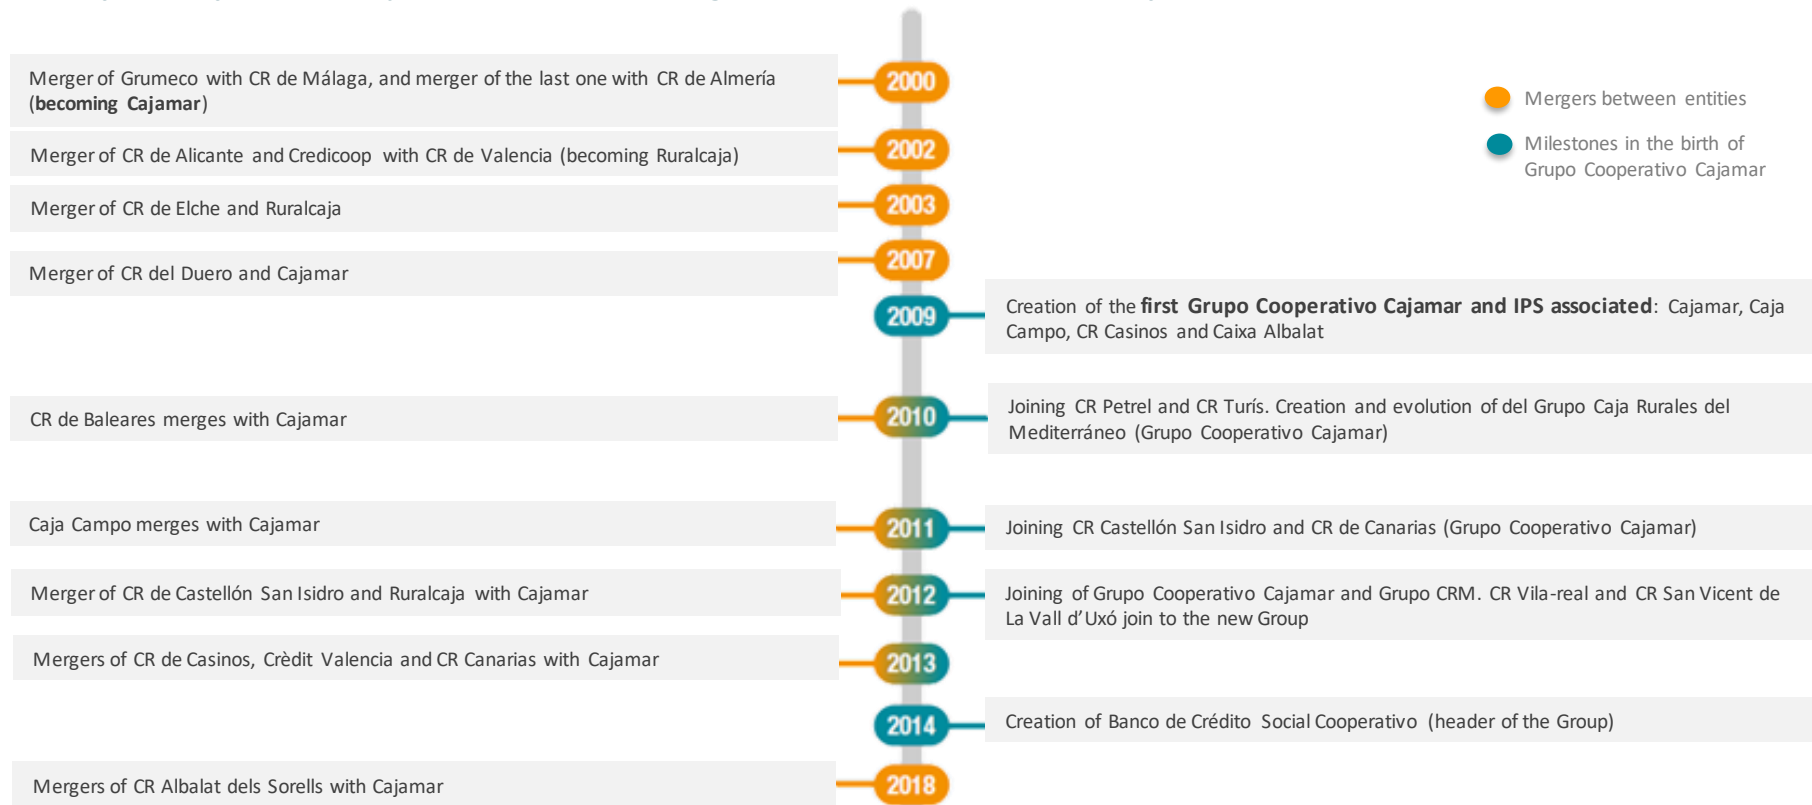 Merger of Grumeco with CR de Málaga, and merger of the last one with CR de Almería
(becoming Cajamar)
2000
Mergers between entities
Milestones in the birth of
Grupo Cooperativo Cajamar
Merger of CR de Alicante and Credicoop with CR de Valencia (becoming Ruralcaja)
2002
Merger of CR de Elche and Ruralcaja
2003
Merger of CR del Duero and Cajamar
2007
2009
Creation of the first Grupo Cooperativo Cajamar and IPS associated: Cajamar, Caja
Campo, CR Casinos and Caixa Albalat
CR de Baleares merges with Cajamar
2010
Joining CR Petrel and CR Turís. Creation and evolution of del Grupo Caja Rurales del
Mediterráneo (Grupo Cooperativo Cajamar)
Caja Campo merges with Cajamar
2011
Joining CR Castellón San Isidro and CR de Canarias (Grupo Cooperativo Cajamar)
Merger of CR de Castellón San Isidro and Ruralcaja with Cajamar
2012
Joining of Grupo Cooperativo Cajamar and Grupo CRM. CR Vila-real and CR San Vicent de
La Vall d’Uxó join to the new Group
Mergers of CR de Casinos, Crèdit Valencia and CR Canarias with Cajamar
2013
2014
Creation of Banco de Crédito Social Cooperativo (header of the Group)
Mergers of CR Albalat dels Sorells with Cajamar
2018